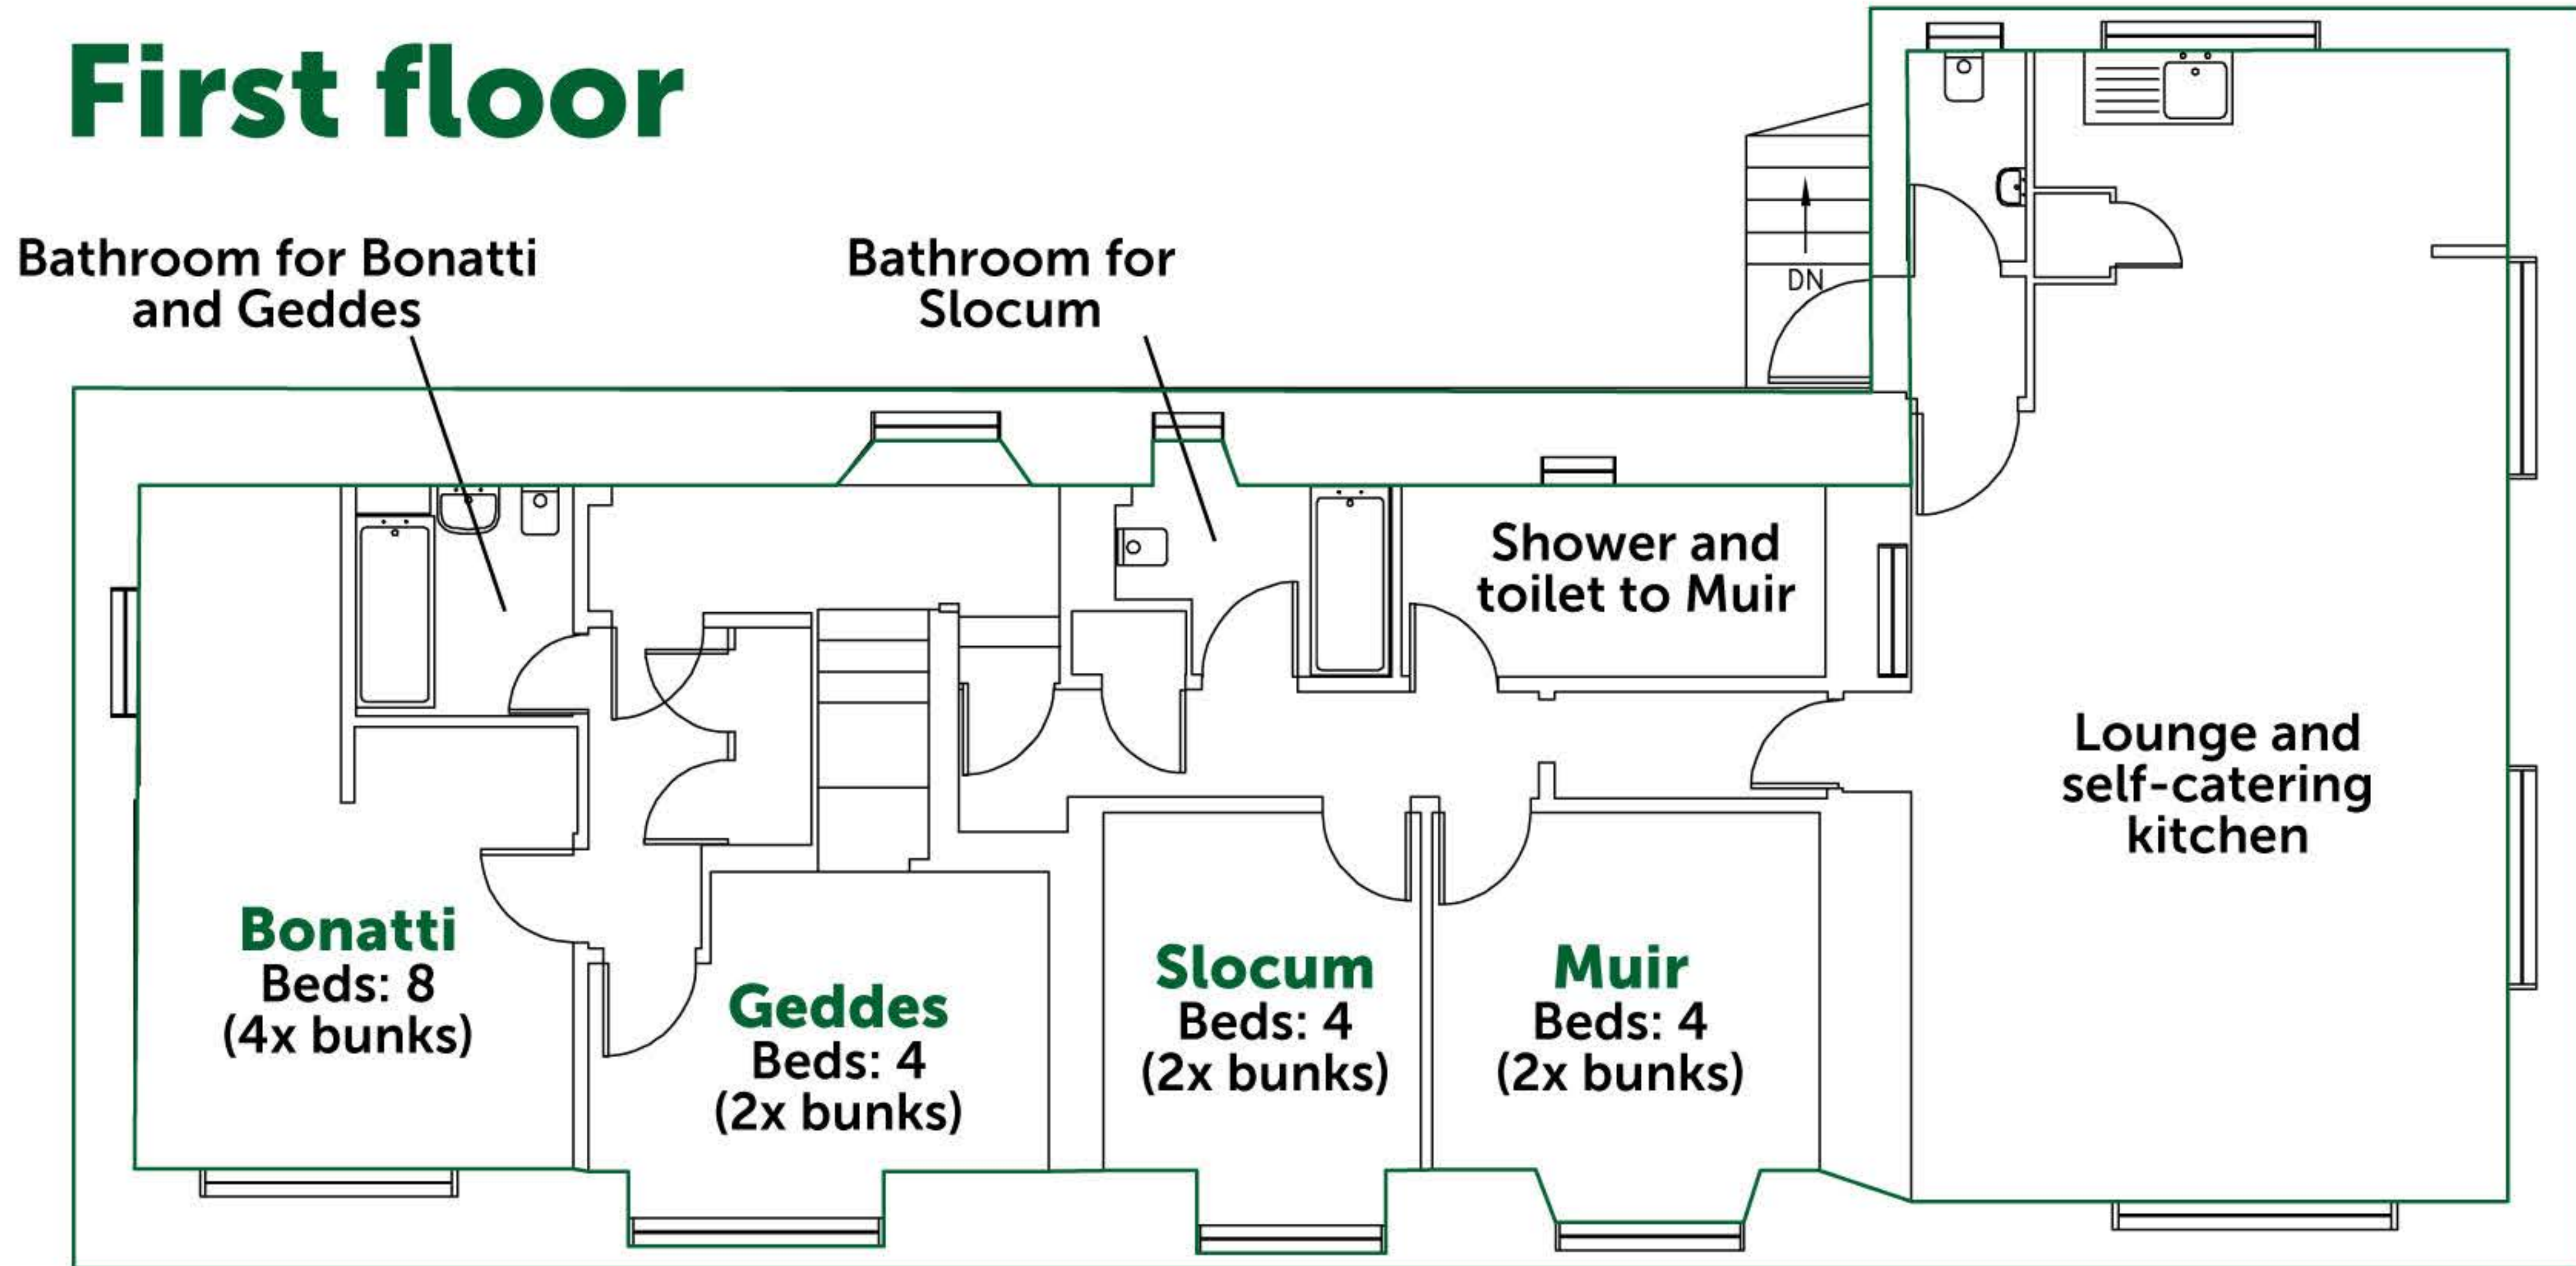 First floor
Bathroom for Bonatti
and Geddes
Bathroom for
Slocum
DN
Shower and
toilet to Muir
Lounge and
self-catering
kitchen
Bonatti
Beds: 8
(4x bunks)
Geddes
Beds: 4
(2x bunks)
Slocum
Beds: 4
(2x bunks)
Muir
Beds: 4
(2x bunks)